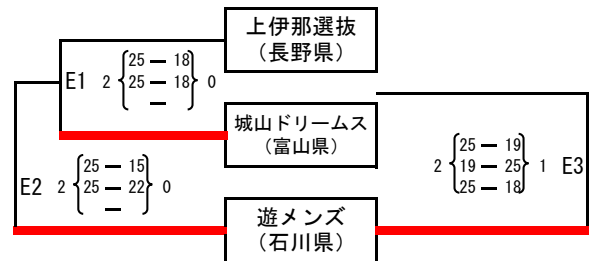 上伊那選抜
（長野県）
E1 2 25 － 18 0
25 － 18
－
城山ドリームス
（富山県）
E2 2 25 － 15 0
25 － 22
－
遊メンズ
（石川県）
2 25 － 19 1 E3
19 － 25
25 － 18